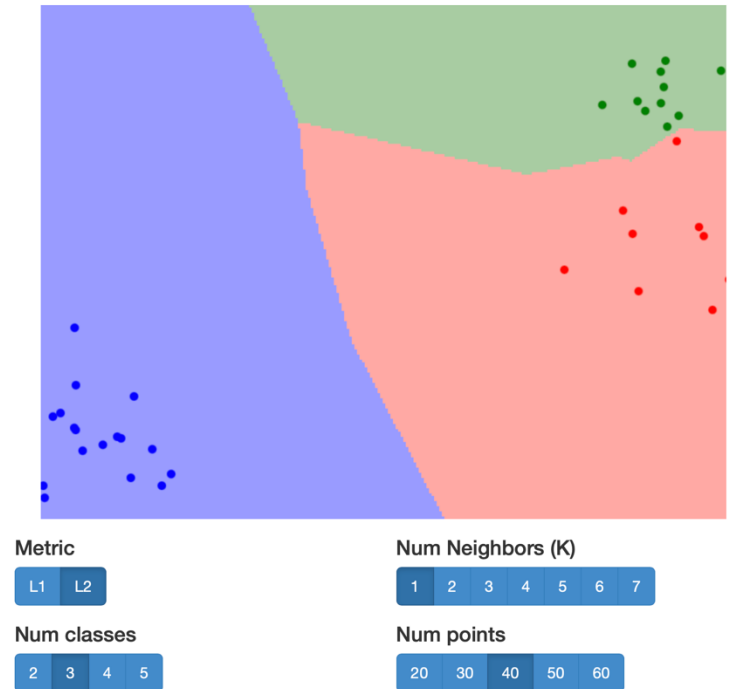 Metric
Num Neighbors (K)
L1 L2
1 2 3 4 5 6 7
Num classes
Num points
2 3 4 5
20 30 40 50 60